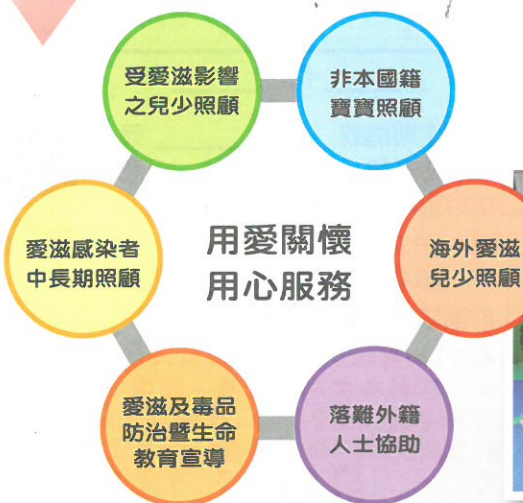 受愛滋影響
之兒少照顧
非本國籍
寶寶照顧
愛滋感染者
中長期照顧
用愛關懷
用心服務
海外愛滋
兒少照顧
愛滋及毒品
防治暨生命
教育宣導
落難外籍
人士協助